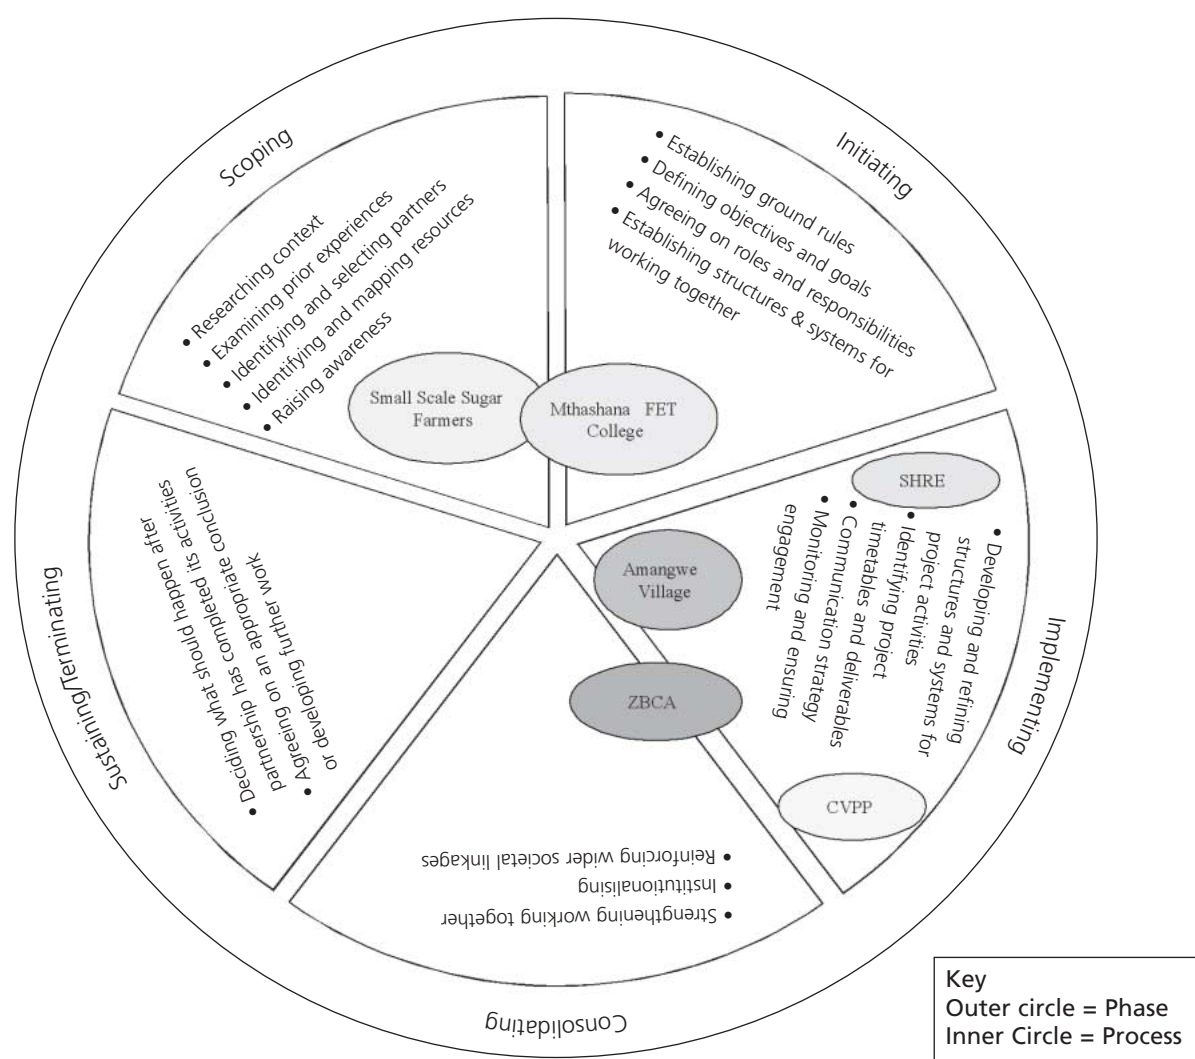 Scoping
• Researching context
• Examining prior experiences
• Identifying and selecting partners
• Identifying and mapping resources
• Raising awareness
Small Scale Sugar
Farmers
Initiating
• Establishing ground rules
• Defining objectives and goals
• Agreeing on roles and responsibilities
• Establishing structures & systems for
working together
Mthashana FET
College
Implementing
SHRE
• Developing and refining
structures and systems for
project activities
• Identifying project
timetables and deliverables
• Communication strategy
• Monitoring and ensuring
engagement
Amangwe
Village
ZBCA
CVPP
Consolidating
• Strengthening working together
• Institutionalising
• Reinforcing wider societal linkages
Sustaining/Terminating
• Deciding what should happen after
partnership has completed its activities
• Agreeing on an appropriate conclusion
or developing further work
Key
Outer circle = Phase
Inner Circle = Process